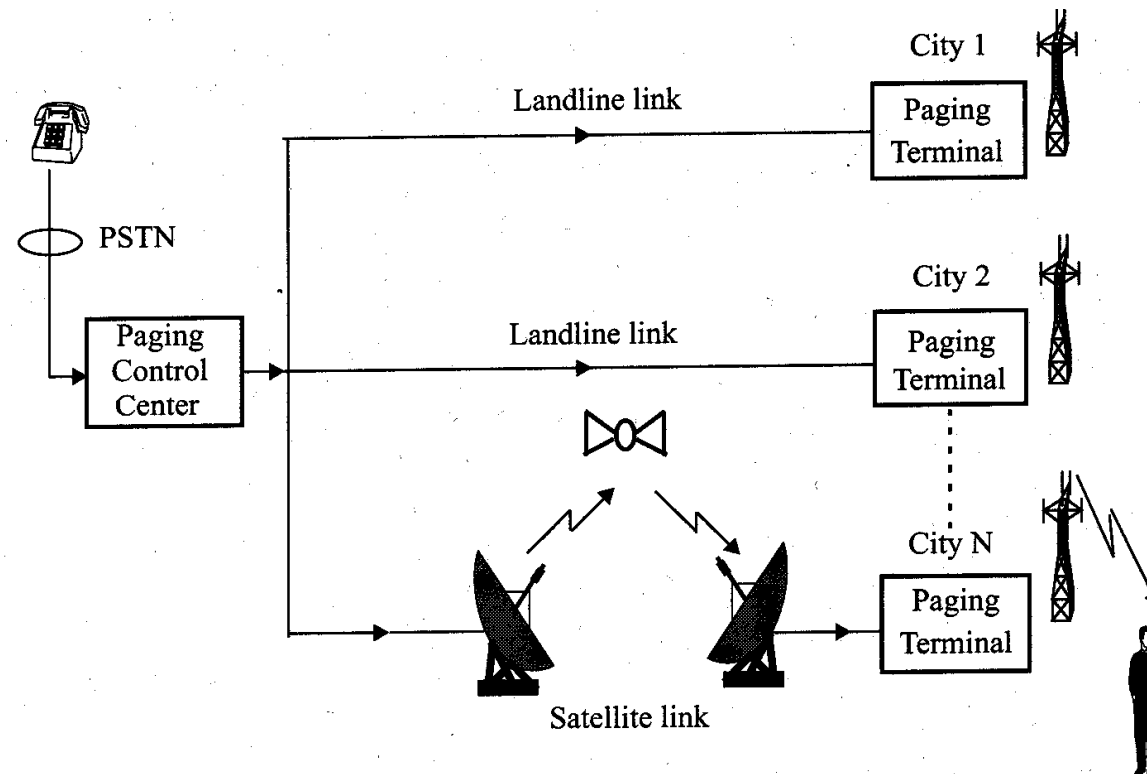 City 1
Landline link
Paging
Terminal
PSTN
City 2
Landline link
Paging
Terminal
Paging
Control
Center
City N
Paging
Terminal
Satellite link